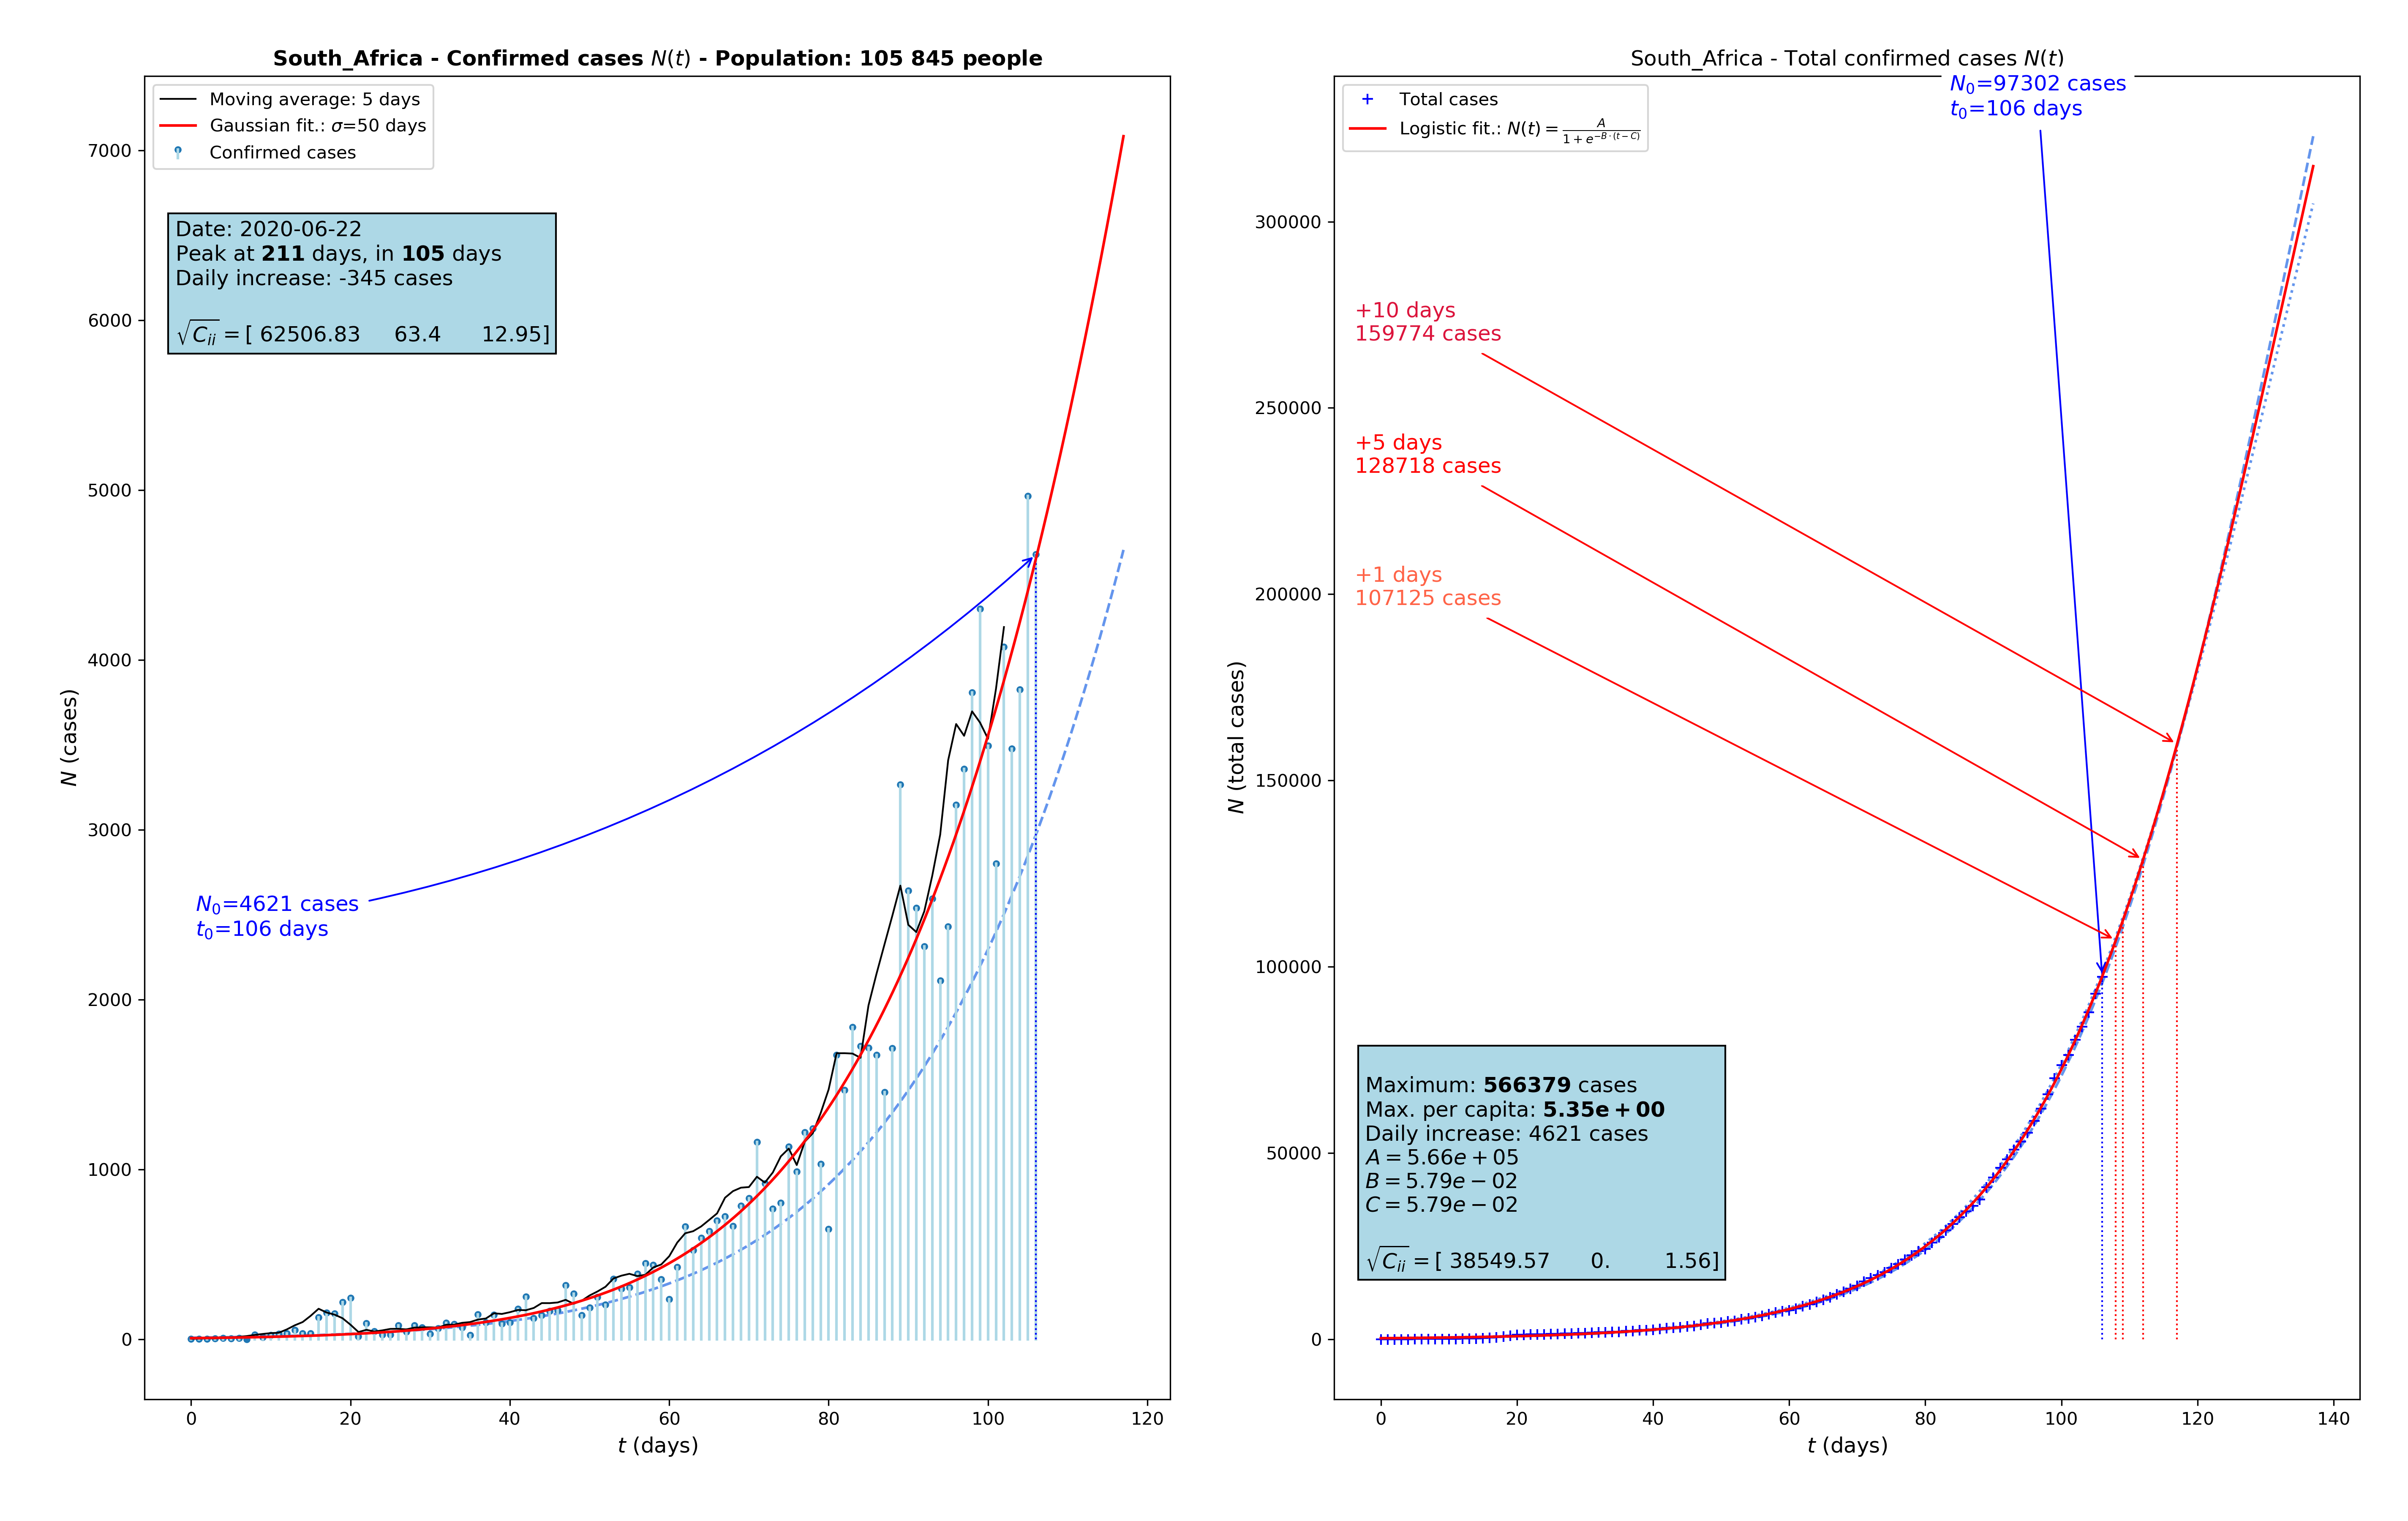 South_Africa - Confirmed cases N(t) - Population: 105 845 people
Moving average: 5 days
Gaussian fit.: σ=50 days
Confirmed cases
Date: 2020-06-22
Peak at 211 days, in 105 days
Daily increase: -345 cases
√C_ii = [ 62506.83 63.4 12.95]
N_0=4621 cases
t_0=106 days
7000
6000
5000
4000
3000
2000
1000
0
N (cases)
0 20 40 60 80 100 120
t (days)
South_Africa - Total confirmed cases N(t)
N_0=97302 cases
t_0=106 days
Total cases
Logistic fit.: N(t) = A / (1 + e^{−B·(t−C)})
+10 days
159774 cases
+5 days
128718 cases
+1 days
107125 cases
Maximum: 566379 cases
Max. per capita: 5.35e + 00
Daily increase: 4621 cases
A = 5.66e + 05
B = 5.79e − 02
C = 5.79e − 02
√C_ii = [ 38549.57 0. 1.56]
300000
250000
200000
150000
100000
50000
0
N (total cases)
0 20 40 60 80 100 120 140
t (days)